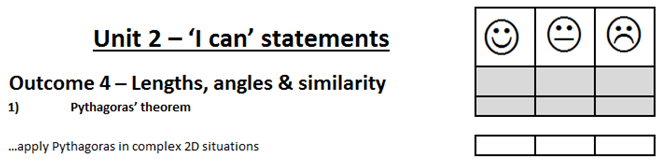 Unit 2 – ‘I can’ statements
Outcome 4 – Lengths, angles & similarity
1) Pythagoras’ theorem
…apply Pythagoras in complex 2D situations